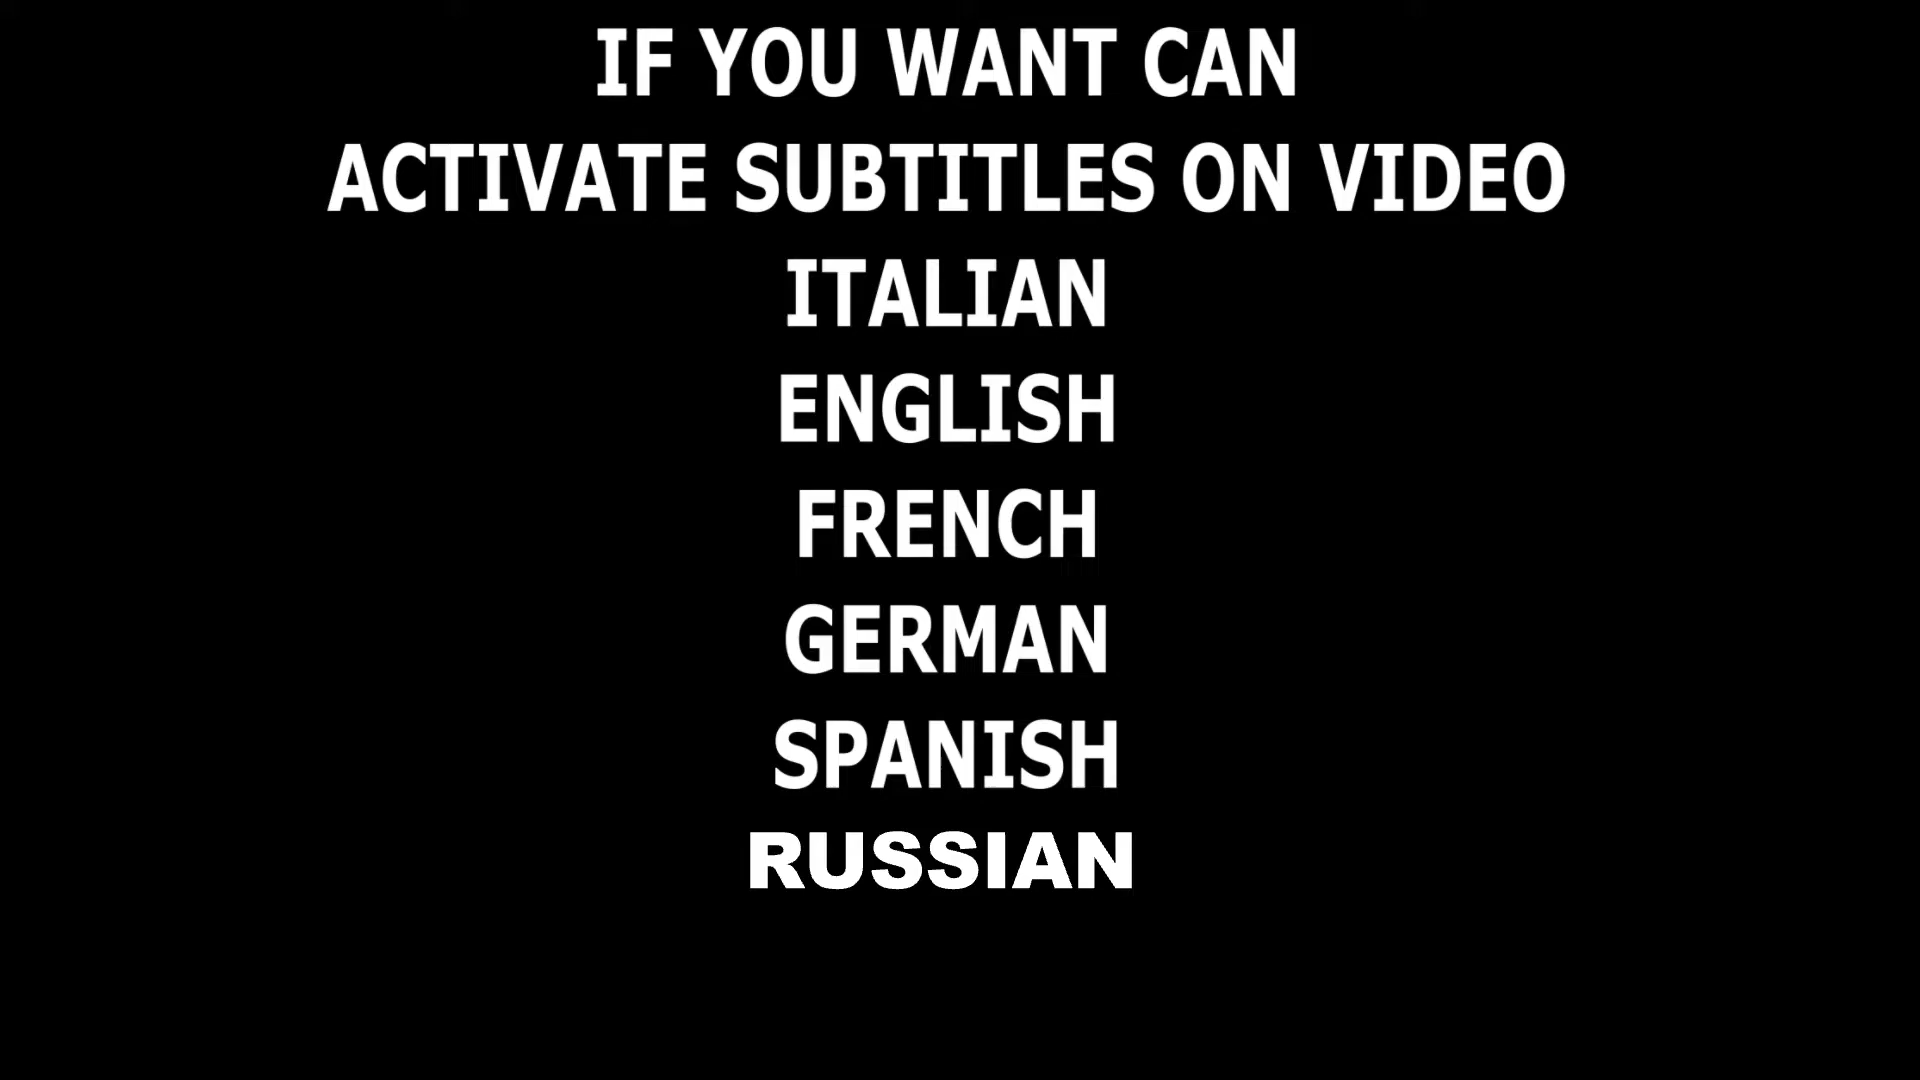 IF YOU WANT CAN
ACTIVATE SUBTITLES ON VIDEO
ITALIAN
ENGLISH
FRENCH
GERMAN
SPANISH
RUSSIAN